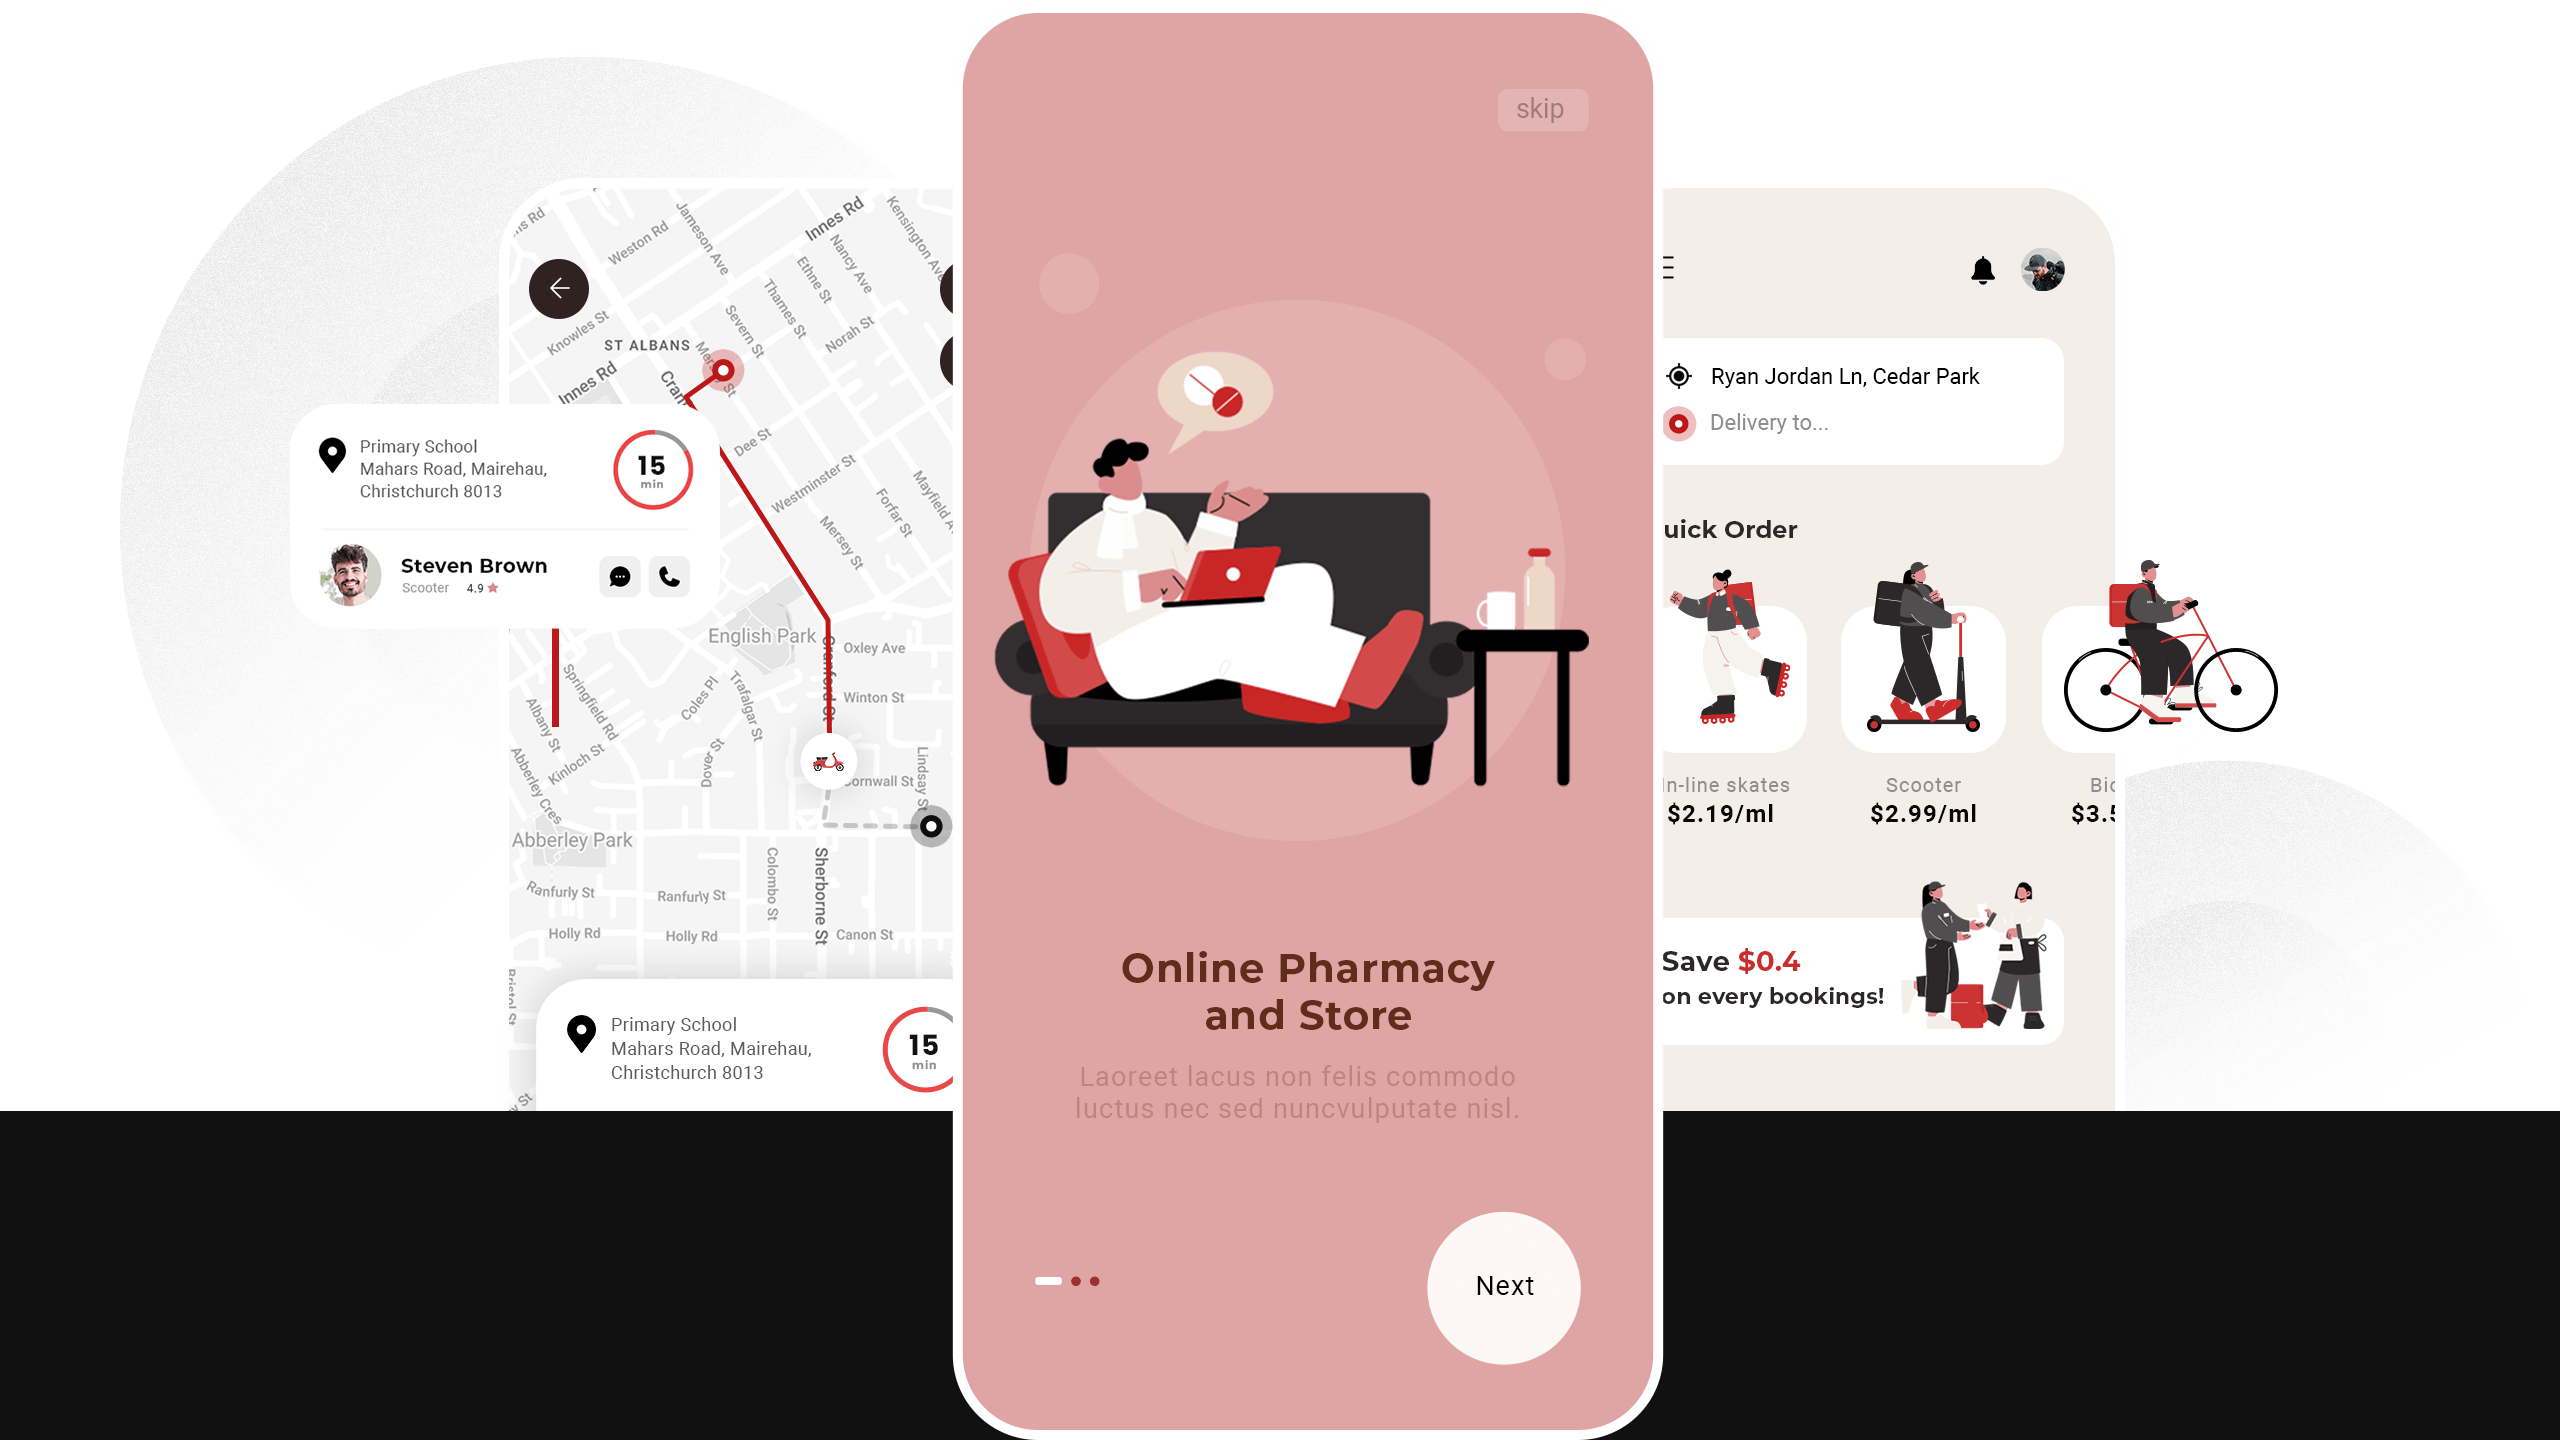 Innes Rd
Weston Rd
Jameson Ave
Kensington Ave
Nancy Ave
Ethne St
Thames St
Severn St
Norah St
Knowles St
ST ALBANS
Innes Rd
Dee St
Westminster St
Mersey St
Forfar St
Mayfield A
Primary School
Mahars Road, Mairehau,
Christchurch 8013
15
min
Steven Brown
Scooter 4.9
English Park
Cranford St
Oxley Ave
Winton St
Springfield Rd
Albany St
Coles Pl
Trafalgar St
Dover St
Kinloch St
Abberley Cres
Cornwall St
Lindsay St
Abberley Park
Ranfurly St
Ranfurly St
Colombo St
Sherborne St
Holly Rd
Holly Rd
Canon St
Bristol St
Primary School
Mahars Road, Mairehau,
Christchurch 8013
15
min
skip
Online Pharmacy
and Store
Laoreet lacus non felis commodo
luctus nec sed nuncvulputate nisl.
Next
Ryan Jordan Ln, Cedar Park
Delivery to...
uick Order
In-line skates
$2.19/ml
Scooter
$2.99/ml
Bic
$3.5
Save $0.4
on every bookings!